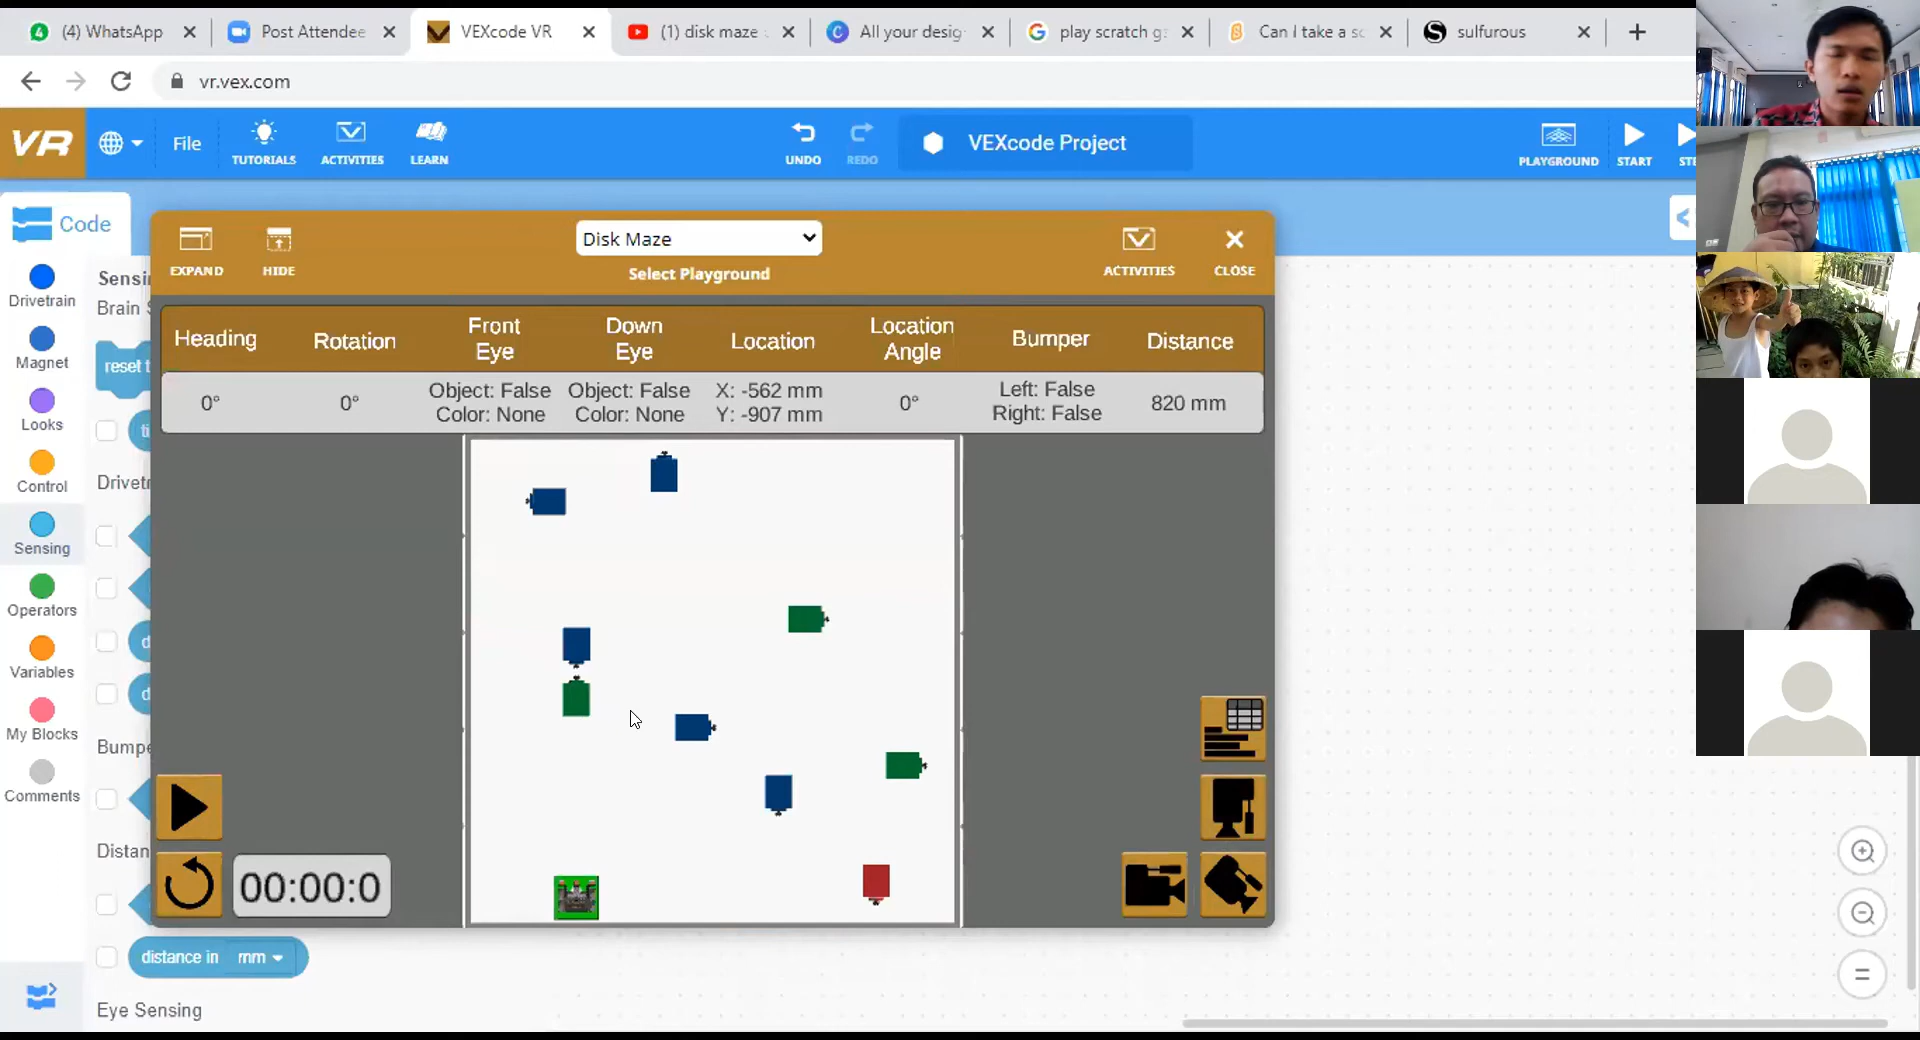 (4) WhatsApp
Post Attendee
VEXcode VR
(1) disk maze
All your desig
play scratch g
Can I take a sc
sulfurous
vr.vex.com
VR
File
TUTORIALS
ACTIVITIES
LEARN
UNDO
REDO
VEXcode Project
PLAYGROUND
START
STE
Code
EXPAND
HIDE
Disk Maze
Select Playground
ACTIVITIES
CLOSE
Drivetrain
Magnet
Looks
Control
Sensing
Operators
Variables
My Blocks
Comments
Sensi
Brain S
reset t
ti
Drivetr
d
d
Bumpe
Distan
distance in mm
Eye Sensing
Heading
Rotation
Front
Eye
Down
Eye
Location
Location
Angle
Bumper
Distance
0°
0°
Object: False
Color: None
Object: False
Color: None
X: -562 mm
Y: -907 mm
0°
Left: False
Right: False
820 mm
00:00:0